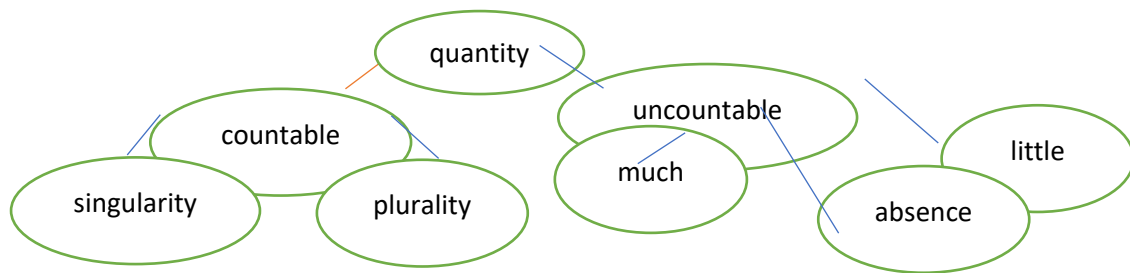 quantity
uncountable
countable
little
much
singularity
plurality
absence